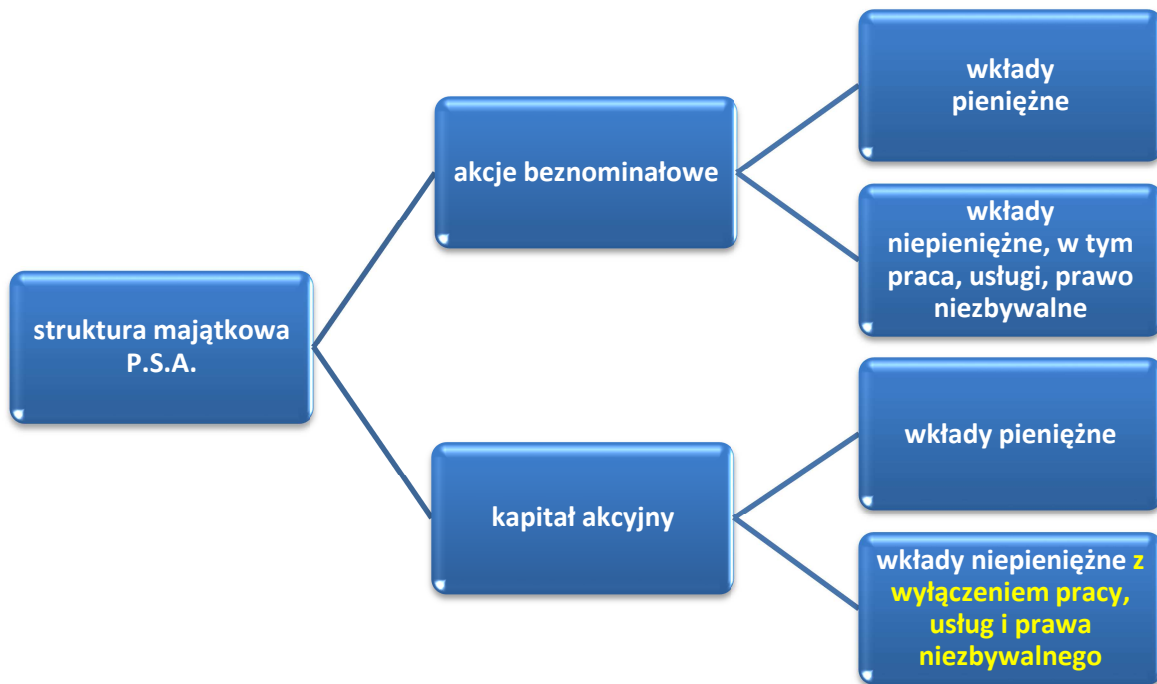 struktura majątkowa
P.S.A.
akcje beznominałowe
wkłady
pieniężne
wkłady
niepieniężne, w tym
praca, usługi, prawo
niezbywalne
kapitał akcyjny
wkłady pieniężne
wkłady niepieniężne z
wyłączeniem pracy,
usług i prawa
niezbywalnego